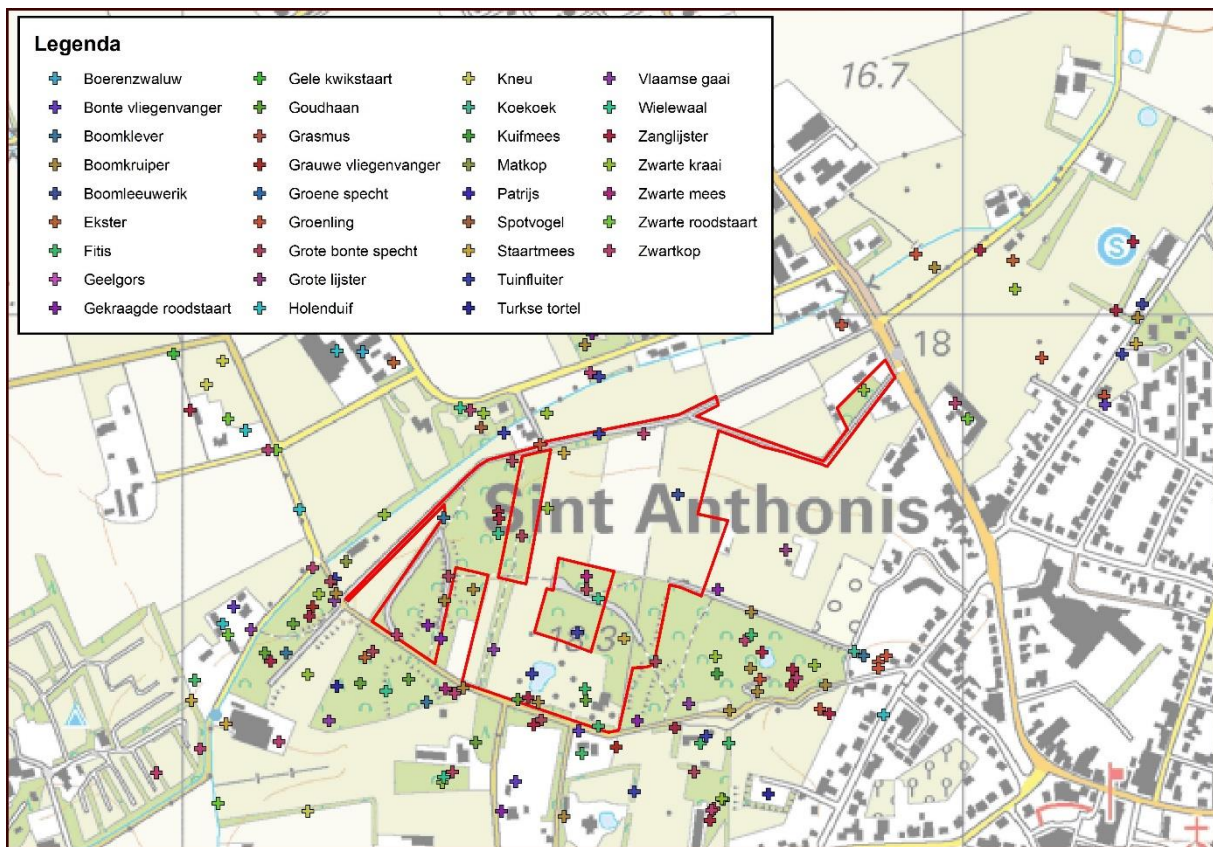 Legenda
Boerenzwaluw
Bonte vliegenvanger
Boomklever
Boomkruiper
Boomleeuwerik
Ekster
Fitis
Geelgors
Gekraagde roodstaart
Gele kwikstaart
Goudhaan
Grasmus
Grauwe vliegenvanger
Groene specht
Groenling
Grote bonte specht
Grote lijster
Holenduif
Kneu
Koekoek
Kuifmees
Matkop
Patrijs
Spotvogel
Staartmees
Tuinfluiter
Turkse tortel
Vlaamse gaai
Wielewaal
Zanglijster
Zwarte kraai
Zwarte mees
Zwarte roodstaart
Zwartkop
16.7
S
18
Sint Anthonis